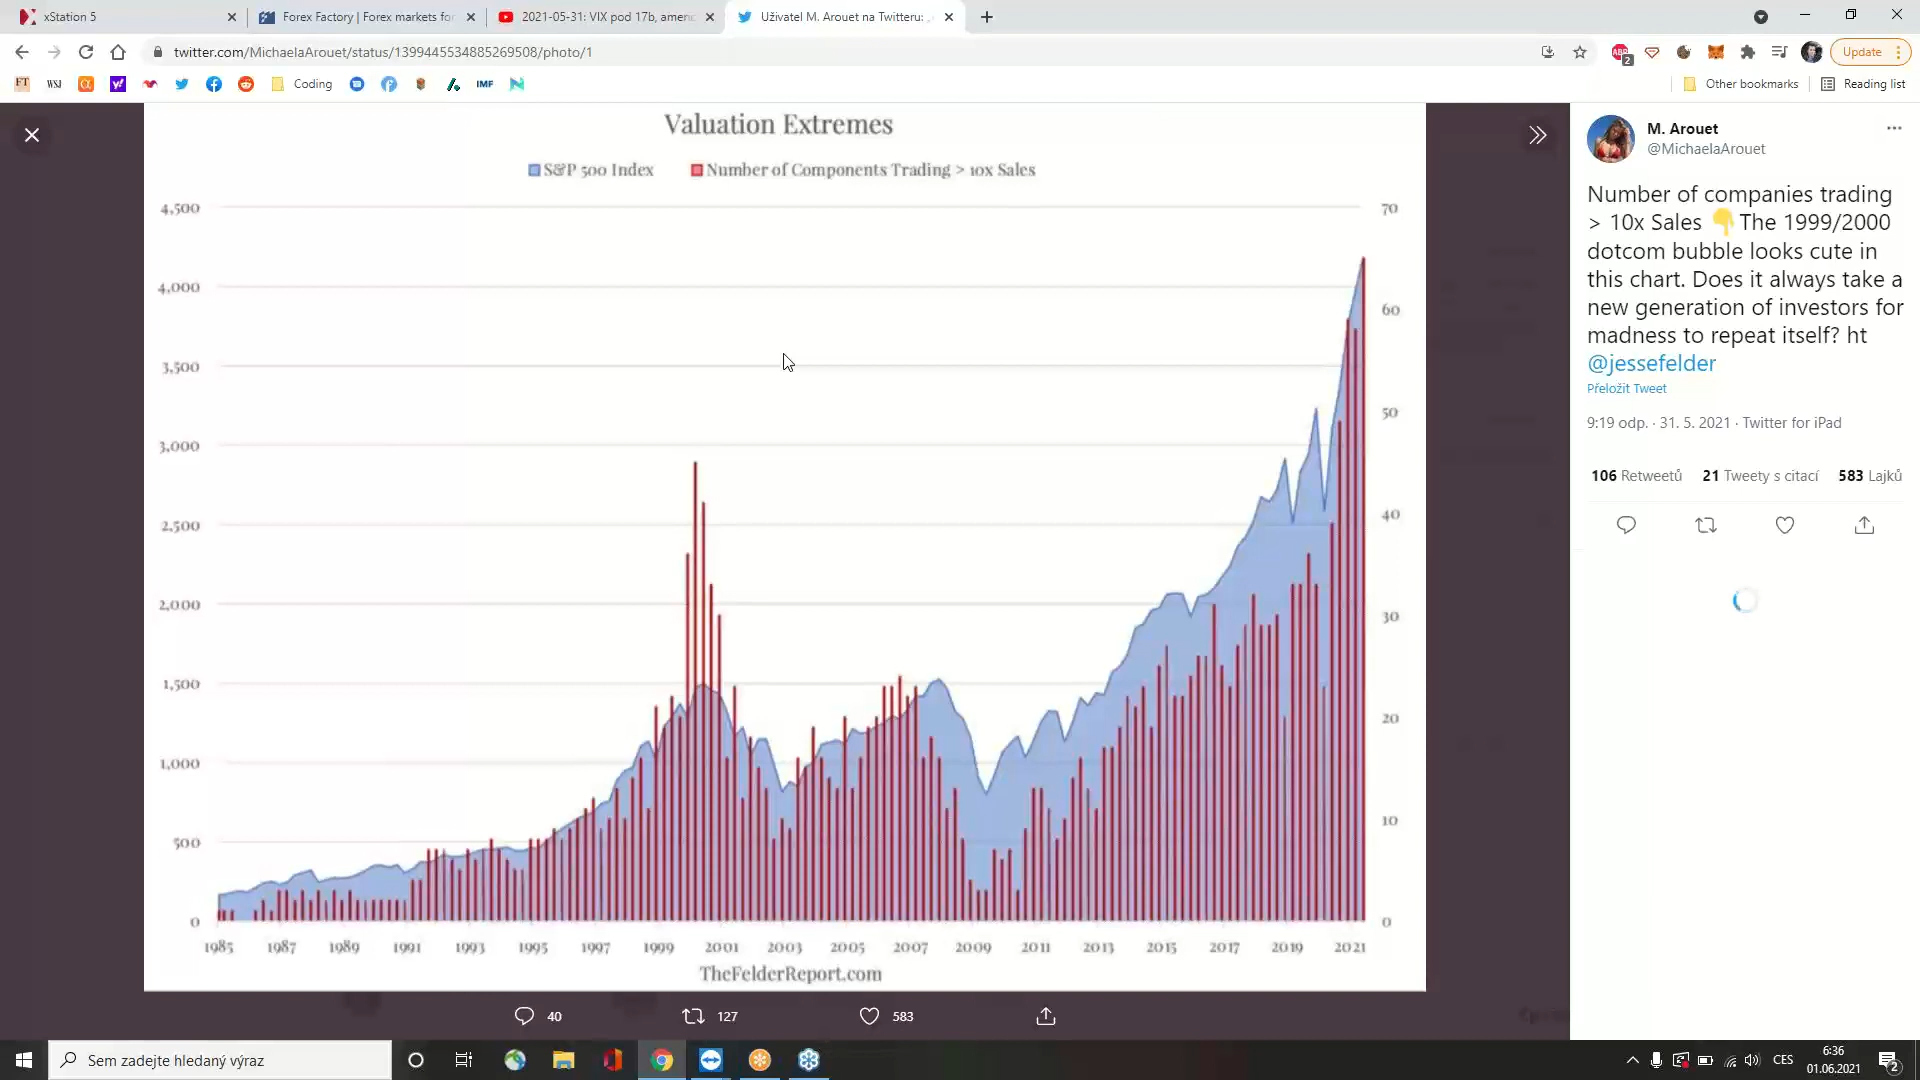 xStation 5
Forex Factory | Forex markets for
2021-05-31: VIX pod 17b, americ
Uživatel M. Arouet na Twitteru: „
twitter.com/MichaelaArouet/status/1399445534885269508/photo/1
ABP
2
Update
FT
WSJ
Coding
IMF
Other bookmarks
Reading list
Valuation Extremes
S&P 500 Index
Number of Components Trading > 10x Sales
4,500
4,000
3,500
3,000
2,500
2,000
1,500
1,000
500
0
70
60
50
40
30
20
10
0
1985 1987 1989 1991 1993 1995 1997 1999 2001 2003 2005 2007 2009 2011 2013 2015 2017 2019 2021
TheFelderReport.com
40
127
583
M. Arouet
@MichaelaArouet
Number of companies trading
> 10x Sales 👇The 1999/2000
dotcom bubble looks cute in
this chart. Does it always take a
new generation of investors for
madness to repeat itself? ht
@jessefelder
Přeložit Tweet
9:19 odp. · 31. 5. 2021 · Twitter for iPad
106 Retweetů 21 Tweety s citací 583 Lajků
Sem zadejte hledaný výraz
CES
6:36
01.06.2021
2